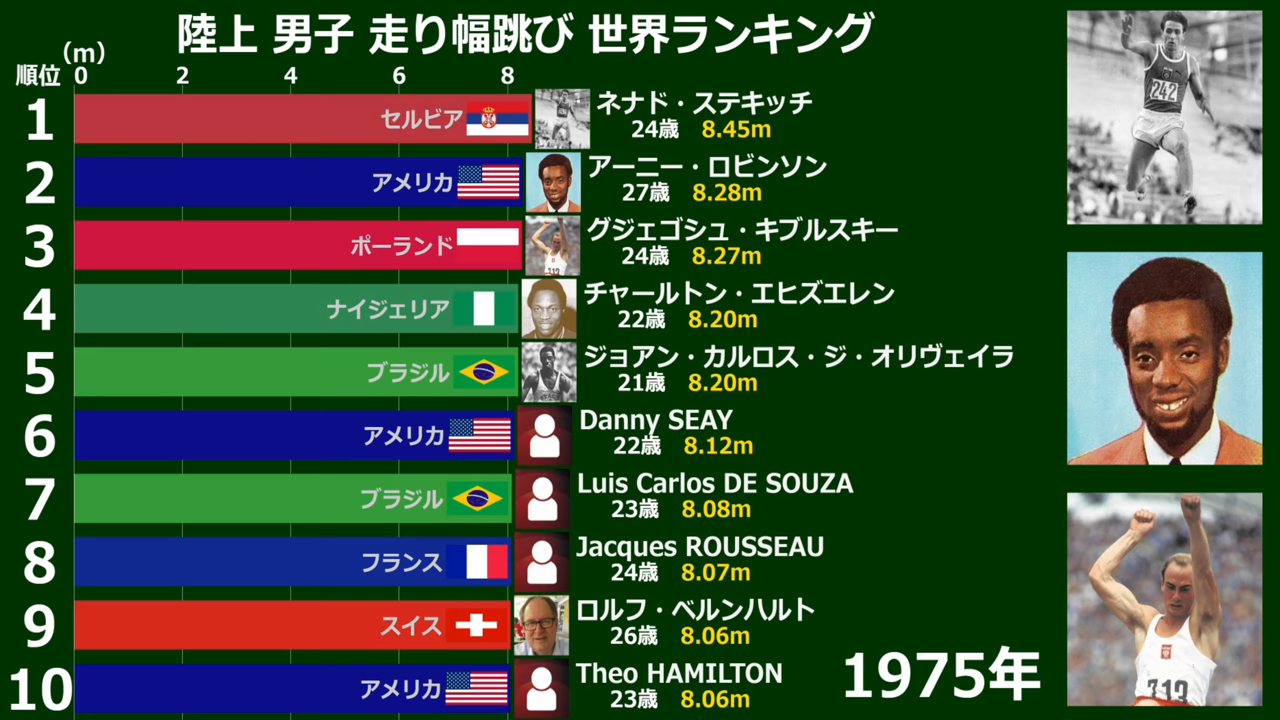 陸上 男子 走り幅跳び 世界ランキング
(m)
順位 0 2 4 6 8
1 セルビア ネナド・ステキッチ
24歳 8.45m
2 アメリカ アーニー・ロビンソン
27歳 8.28m
3 ポーランド グジェゴシュ・キブルスキー
24歳 8.27m
4 ナイジェリア チャールトン・エヒズエレン
22歳 8.20m
5 ブラジル ジョアン・カルロス・ジ・オリヴェイラ
21歳 8.20m
6 アメリカ Danny SEAY
22歳 8.12m
7 ブラジル Luis Carlos DE SOUZA
23歳 8.08m
8 フランス Jacques ROUSSEAU
24歳 8.07m
9 スイス ロルフ・ベルンハルト
26歳 8.06m
10 アメリカ Theo HAMILTON
23歳 8.06m
1975年
242
713